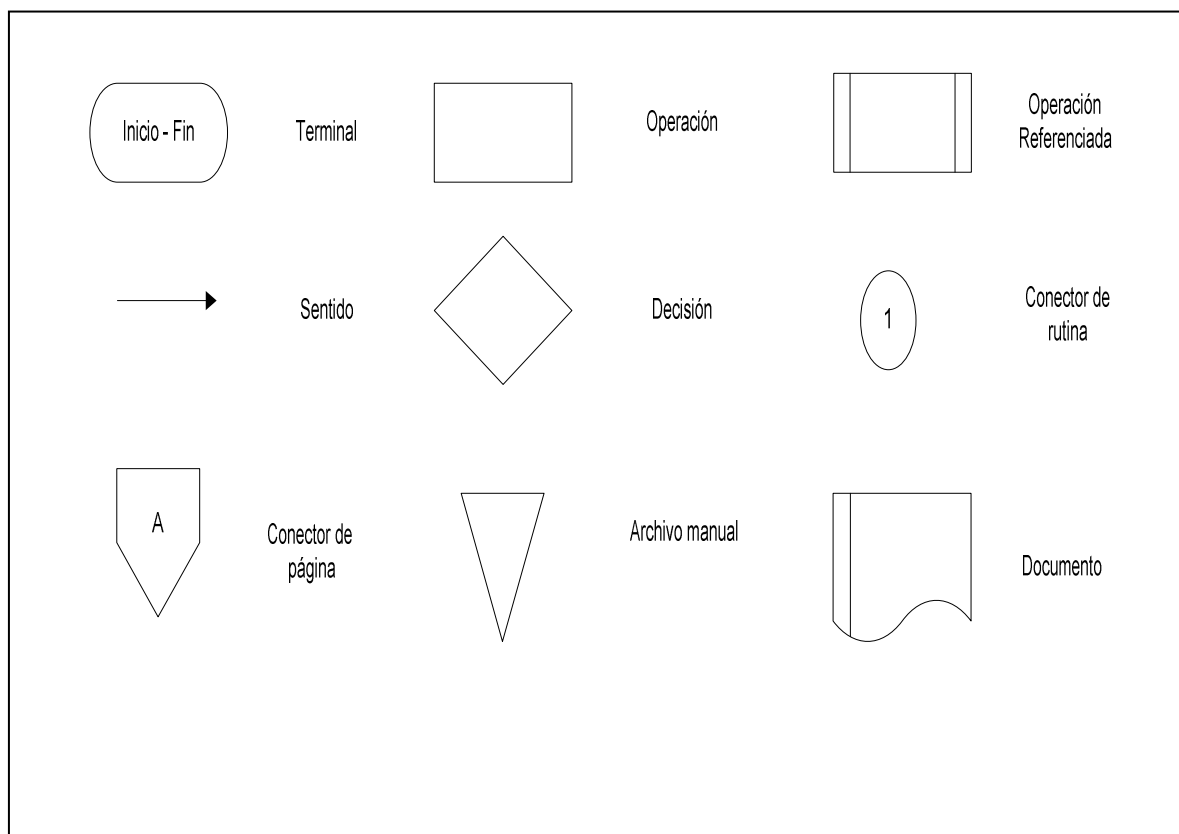 Inicio - Fin
Terminal
Operación
Operación
Referenciada
Sentido
Decisión
1
Conector de
rutina
A
Conector de
página
Archivo manual
Documento